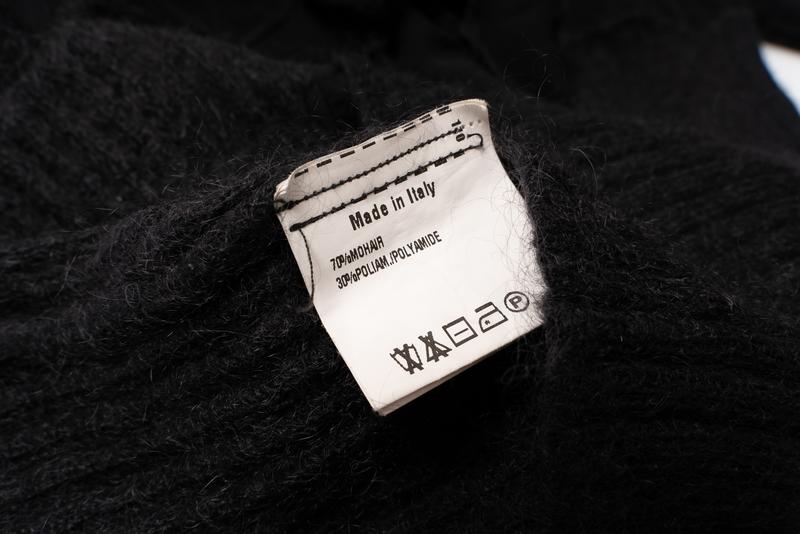 Made in Italy
70%MOHAIR
30%POLIAM./POLYAMIDE
P